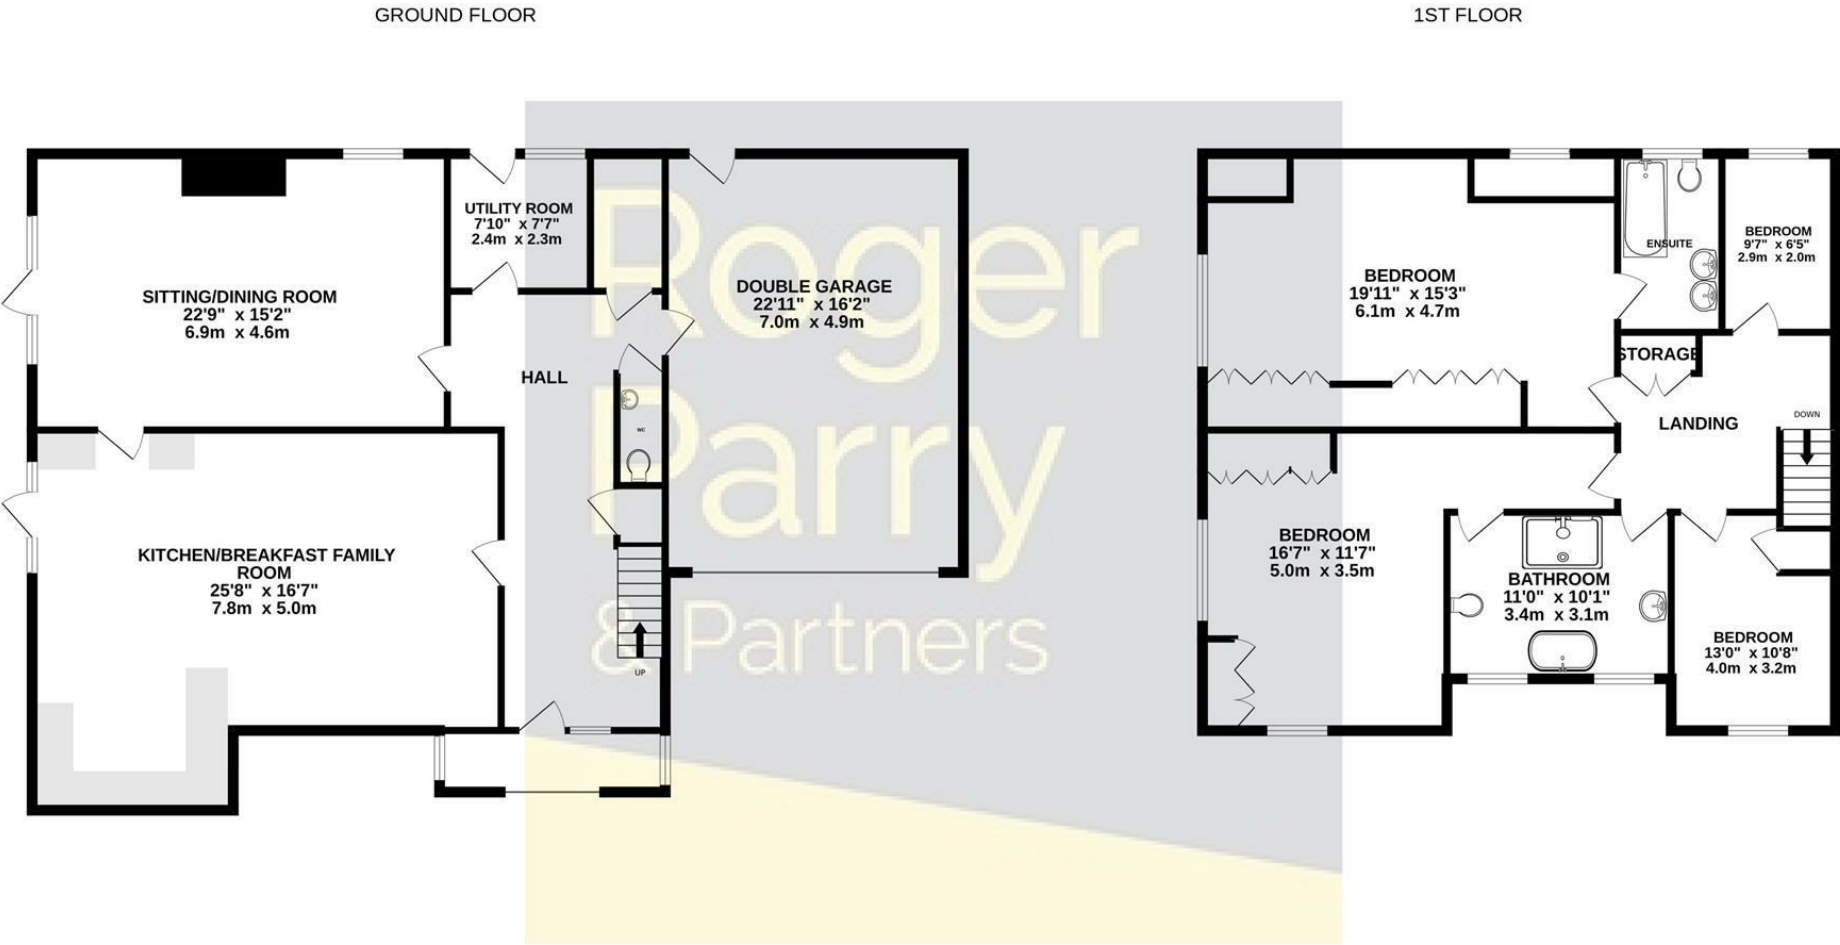 GROUND FLOOR
1ST FLOOR
Roger
Parry
& Partners
SITTING/DINING ROOM
22'9" x 15'2"
6.9m x 4.6m
UTILITY ROOM
7'10" x 7'7"
2.4m x 2.3m
DOUBLE GARAGE
22'11" x 16'2"
7.0m x 4.9m
HALL
WC
KITCHEN/BREAKFAST FAMILY
ROOM
25'8" x 16'7"
7.8m x 5.0m
UP
BEDROOM
19'11" x 15'3"
6.1m x 4.7m
ENSUITE
BEDROOM
9'7" x 6'5"
2.9m x 2.0m
STORAGE
LANDING
DOWN
BEDROOM
16'7" x 11'7"
5.0m x 3.5m
BATHROOM
11'0" x 10'1"
3.4m x 3.1m
BEDROOM
13'0" x 10'8"
4.0m x 3.2m